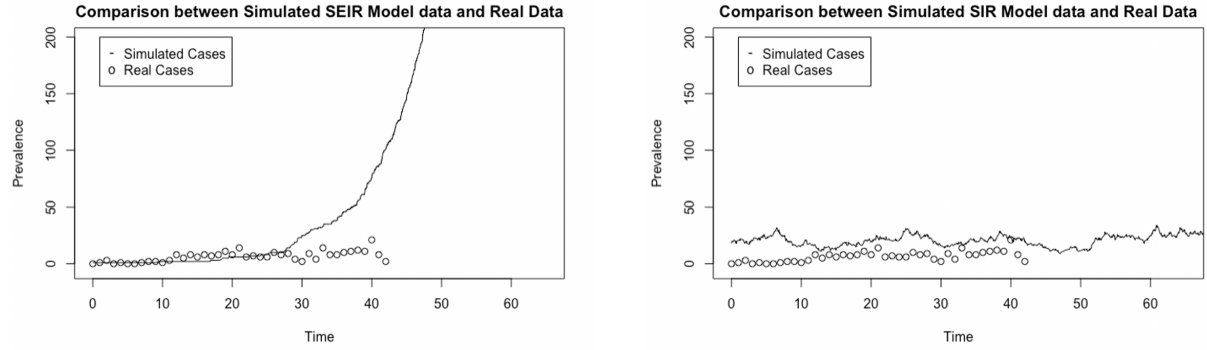 Comparison between Simulated SEIR Model data and Real Data
- Simulated Cases
o Real Cases
Prevalence
200
150
100
50
0
0 10 20 30 40 50 60
Time
Comparison between Simulated SIR Model data and Real Data
- Simulated Cases
o Real Cases
Prevalence
200
150
100
50
0
0 10 20 30 40 50 60
Time